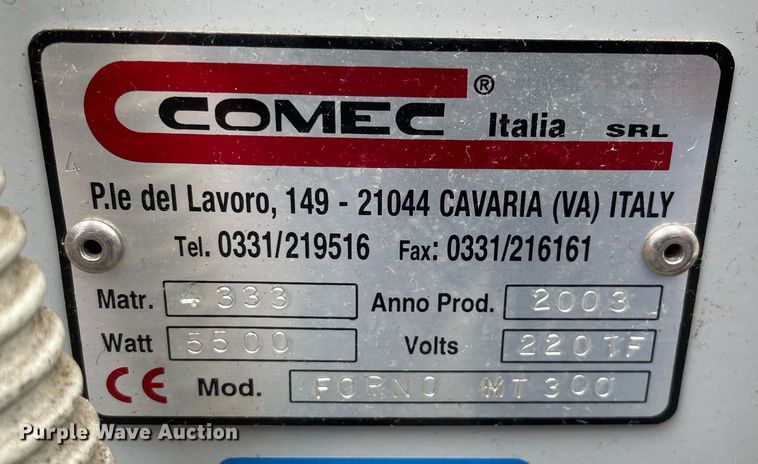 COMEC ® Italia SRL
P.le del Lavoro, 149 - 21044 CAVARIA (VA) ITALY
Tel. 0331/219516 Fax: 0331/216161
Matr. 4333 Anno Prod. 2003
Watt 5500 Volts 220TF
CE Mod. FORNO MT300
Purple Wave Auction